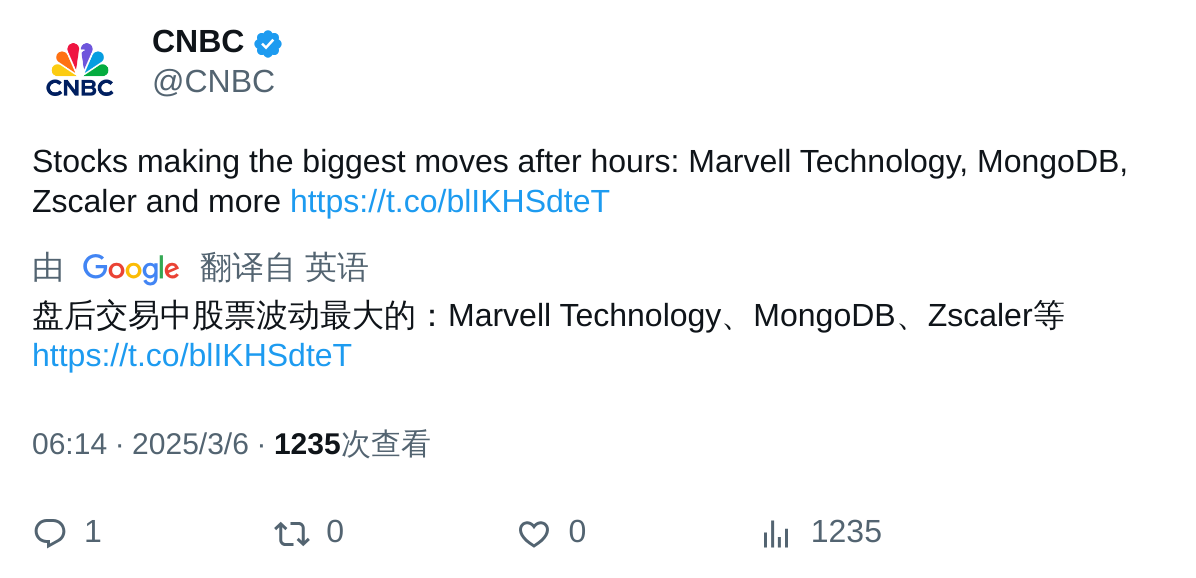 CNBC
CNBC
@CNBC
Stocks making the biggest moves after hours: Marvell Technology, MongoDB,
Zscaler and more https://t.co/blIKHSdteT
由 Google 翻译自 英语
盘后交易中股票波动最大的：Marvell Technology、MongoDB、Zscaler等
https://t.co/blIKHSdteT
06:14 · 2025/3/6 · 1235次查看
1 0 0 1235